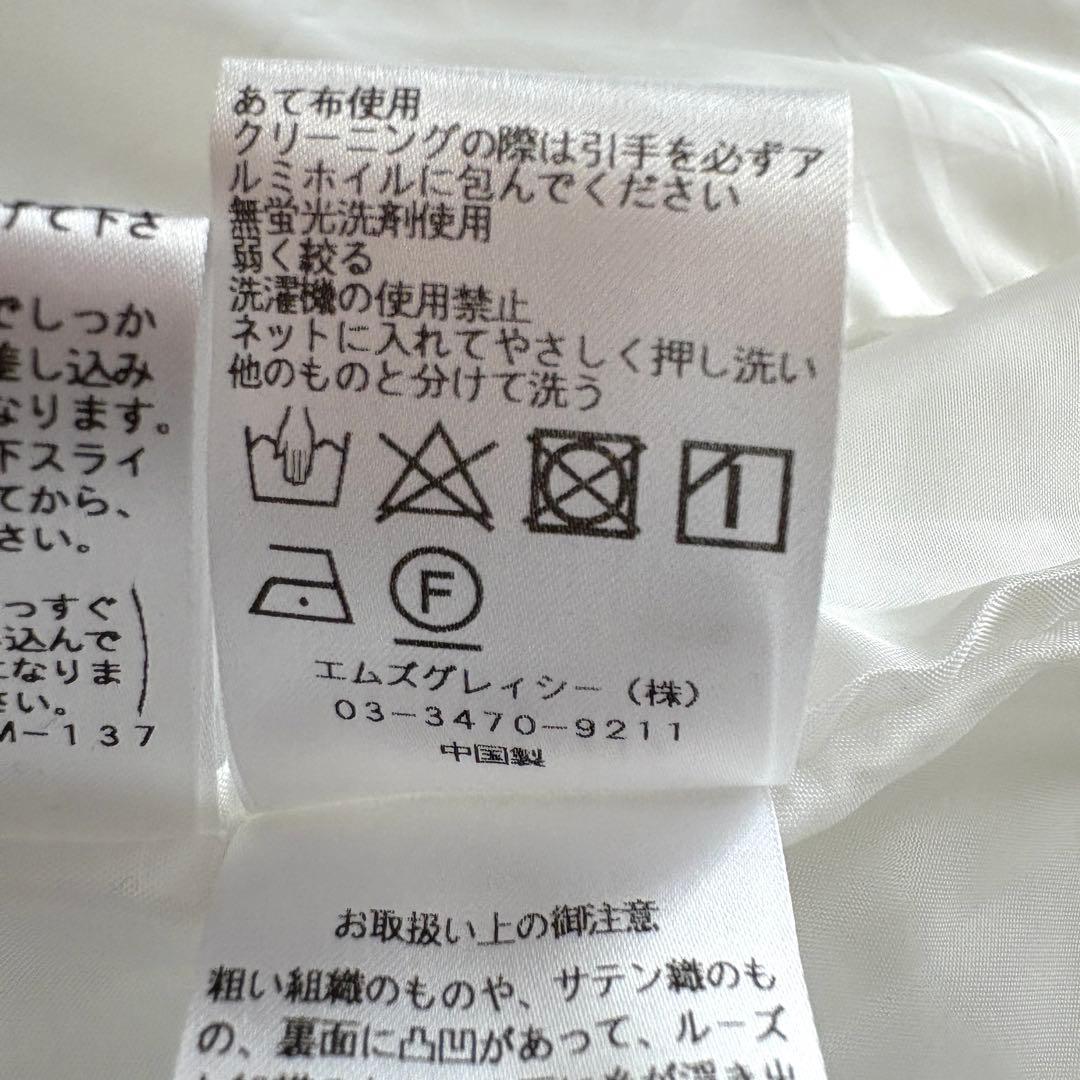 あて布使用
クリーニングの際は引手を必ずア
ルミホイルに包んでください
無蛍光洗剤使用
弱く絞る
洗濯機の使用禁止
ネットに入れてやさしく押し洗い
他のものと分けて洗う
1
F
エムズグレイシー（株）
03-3470-9211
中国製
げて下さ
でしっか
差し込み
なります。
下スライ
てから、
さい。
っすぐ
込んで
になりま
さい。
M-137
お取扱い上の御注意
粗い組織のものや、サテン織のも
の、裏面に凸凹があって、ルーズ